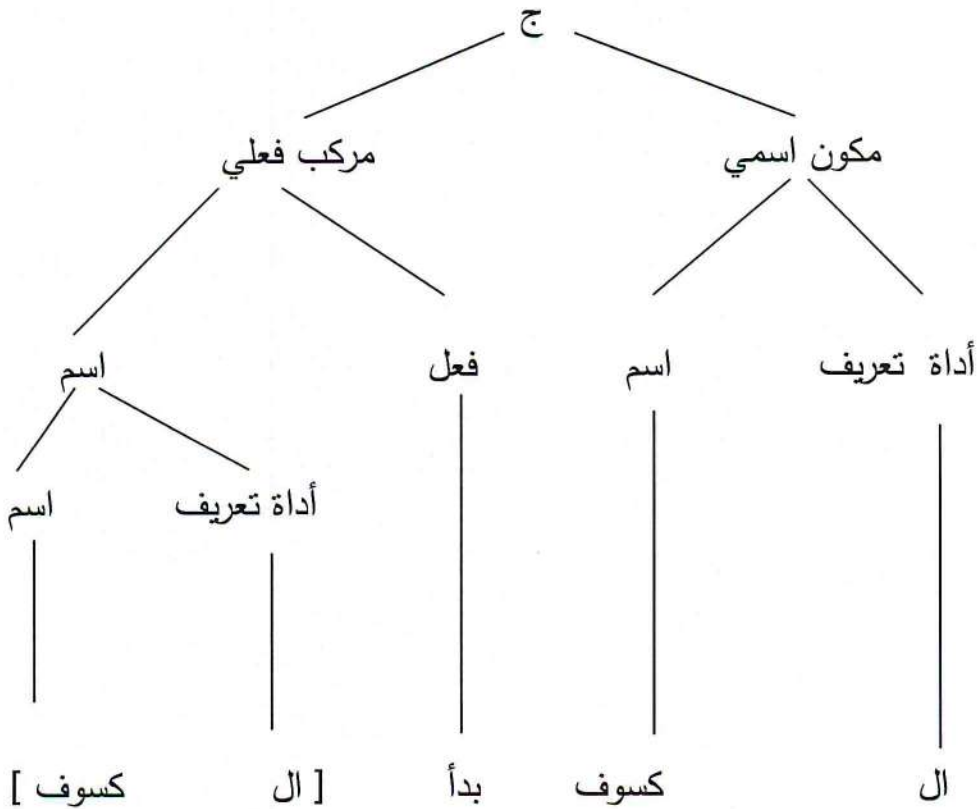 ج
مكون اسمي مركب فعلي
أداة تعريف اسم فعل اسم
أداة تعريف اسم
ال كسوف بدأ [ ال كسوف ]